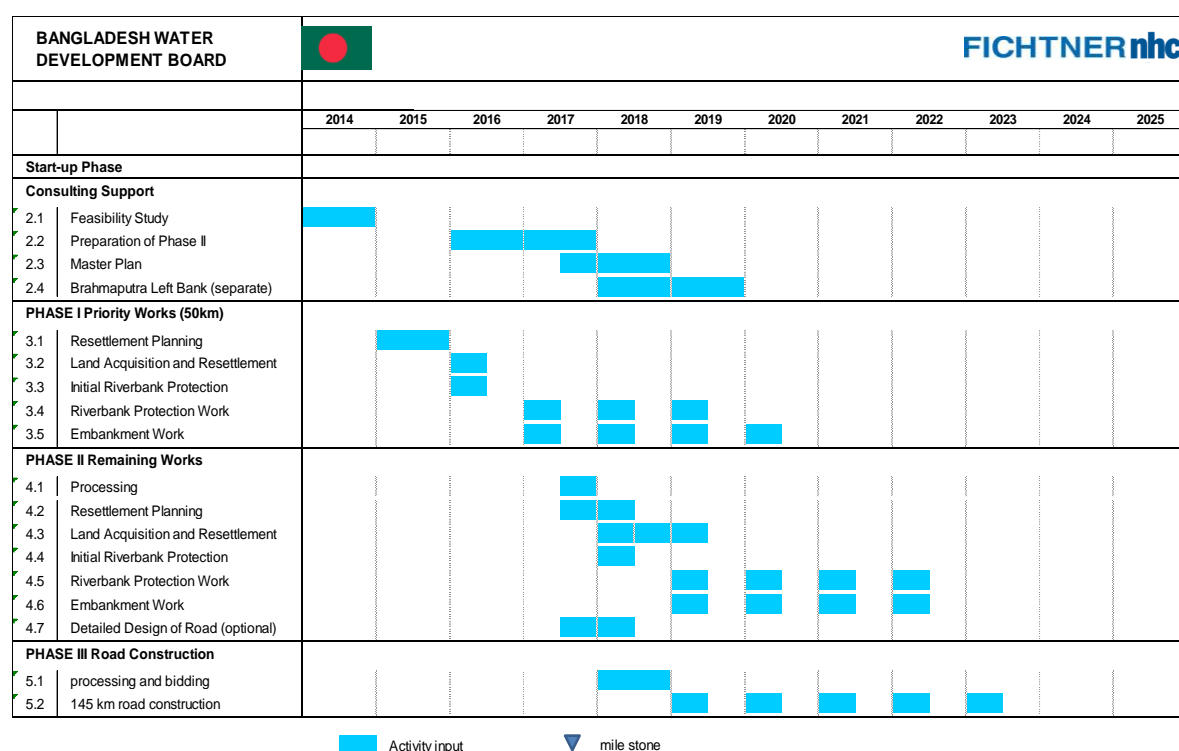 BANGLADESH WATER
DEVELOPMENT BOARD
FICHTNER nhc
2014 2015 2016 2017 2018 2019 2020 2021 2022 2023 2024 2025
Start-up Phase
Consulting Support
2.1 Feasibility Study
2.2 Preparation of Phase II
2.3 Master Plan
2.4 Brahmaputra Left Bank (separate)
PHASE I Priority Works (50km)
3.1 Resettlement Planning
3.2 Land Acquisition and Resettlement
3.3 Initial Riverbank Protection
3.4 Riverbank Protection Work
3.5 Embankment Work
PHASE II Remaining Works
4.1 Processing
4.2 Resettlement Planning
4.3 Land Acquisition and Resettlement
4.4 Initial Riverbank Protection
4.5 Riverbank Protection Work
4.6 Embankment Work
4.7 Detailed Design of Road (optional)
PHASE III Road Construction
5.1 processing and bidding
5.2 145 km road construction
Activity input mile stone